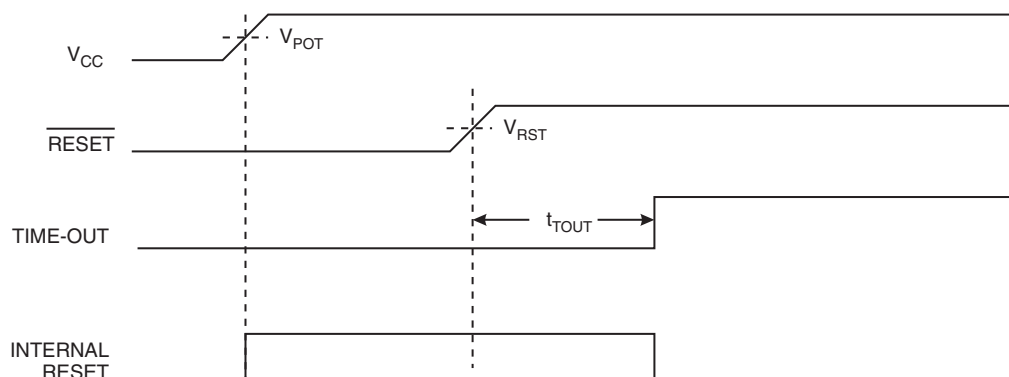 V_CC
V_POT
RESET
V_RST
TIME-OUT
t_TOUT
INTERNAL
RESET